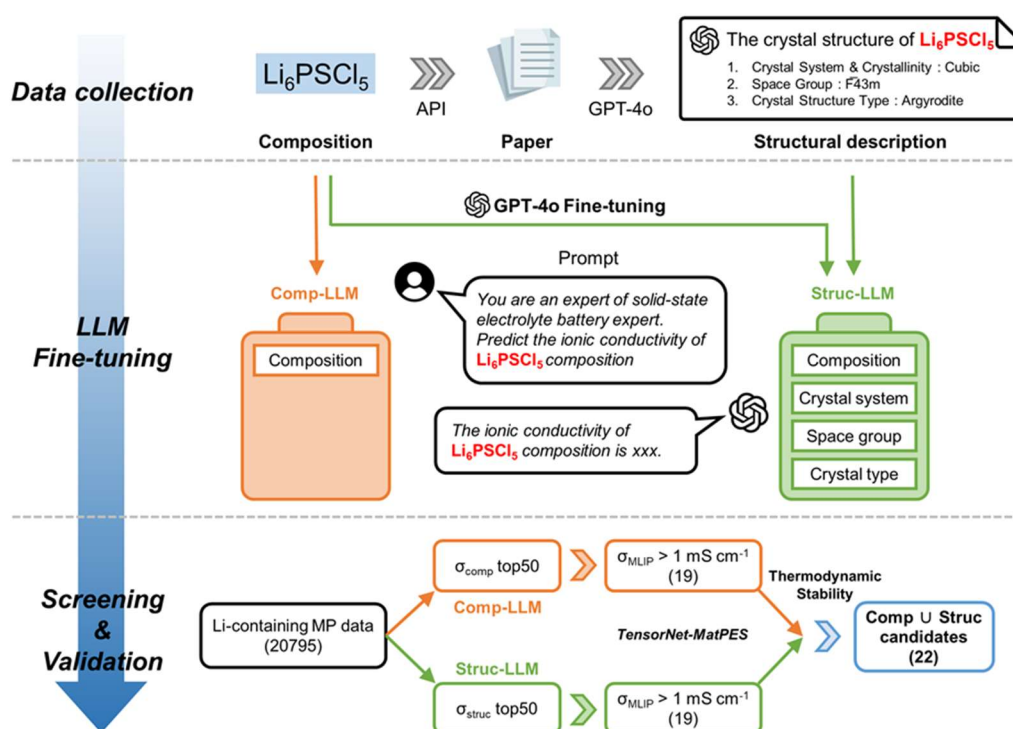 Data collection
Li₆PSCl₅
API
GPT-4o
The crystal structure of Li₆PSCl₅
1. Crystal System & Crystallinity : Cubic
2. Space Group : F4̅3m
3. Crystal Structure Type : Argyrodite
Composition
Paper
Structural description
LLM
Fine-tuning
GPT-4o Fine-tuning
Prompt
Comp-LLM
Composition
You are an expert of solid-state
electrolyte battery expert.
Predict the ionic conductivity of
Li₆PSCl₅ composition
The ionic conductivity of
Li₆PSCl₅ composition is xxx.
Struc-LLM
Composition
Crystal system
Space group
Crystal type
Screening
&
Validation
Li-containing MP data
(20795)
σcomp top50
Comp-LLM
σMLIP > 1 mS cm⁻¹
(19)
Struc-LLM
σstruc top50
TensorNet-MatPES
σMLIP > 1 mS cm⁻¹
(19)
Thermodynamic
Stability
Comp ∪ Struc
candidates
(22)